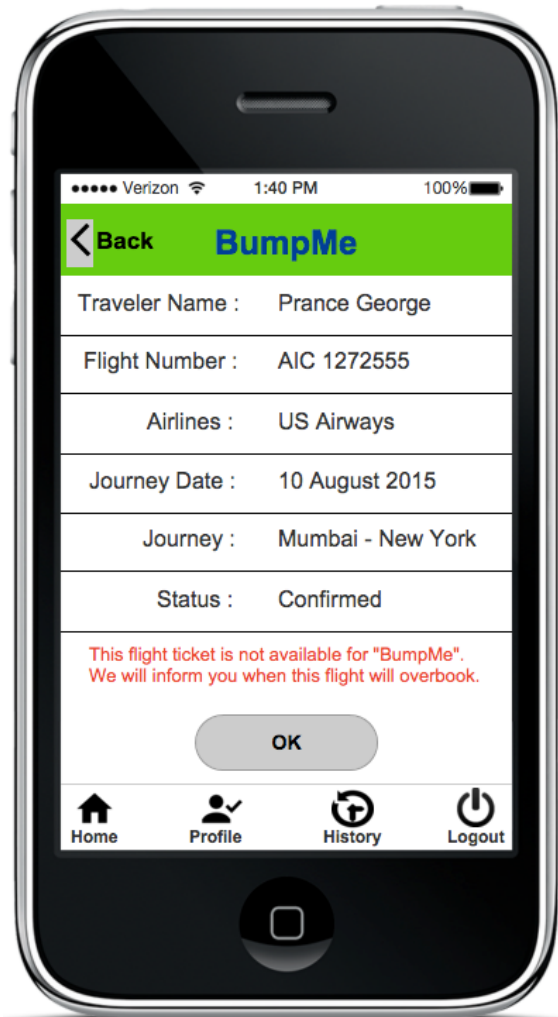 ●●●●● Verizon 1:40 PM 100%
Back BumpMe
Traveler Name : Prance George
Flight Number : AIC 1272555
Airlines : US Airways
Journey Date : 10 August 2015
Journey : Mumbai - New York
Status : Confirmed
This flight ticket is not available for "BumpMe".
We will inform you when this flight will overbook.
OK
Home Profile History Logout